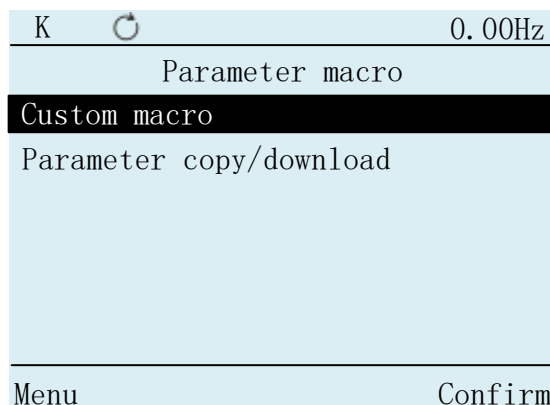 K 0.00Hz
Parameter macro
Custom macro
Parameter copy/download
Menu Confirm